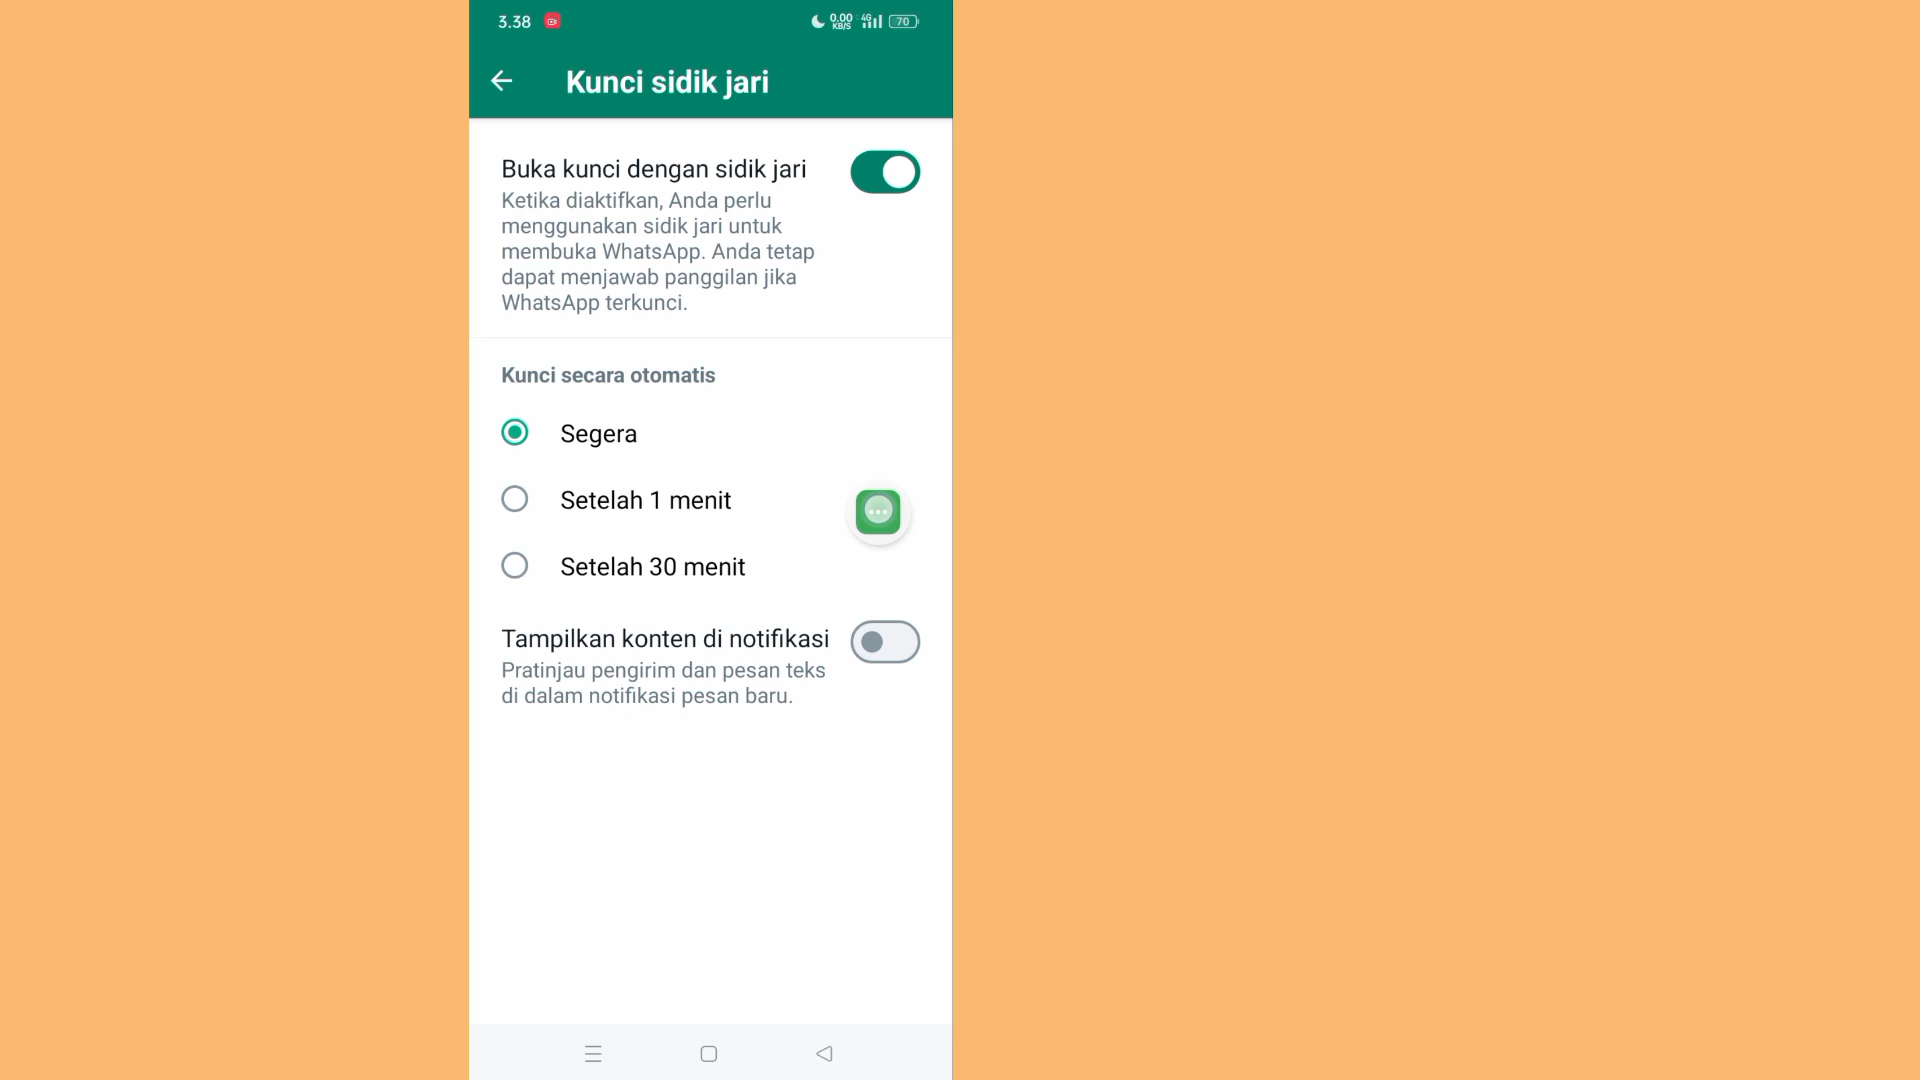 3.38
0.00
KB/S
4G
70
Kunci sidik jari
Buka kunci dengan sidik jari
Ketika diaktifkan, Anda perlu
menggunakan sidik jari untuk
membuka WhatsApp. Anda tetap
dapat menjawab panggilan jika
WhatsApp terkunci.
Kunci secara otomatis
Segera
Setelah 1 menit
Setelah 30 menit
Tampilkan konten di notifikasi
Pratinjau pengirim dan pesan teks
di dalam notifikasi pesan baru.